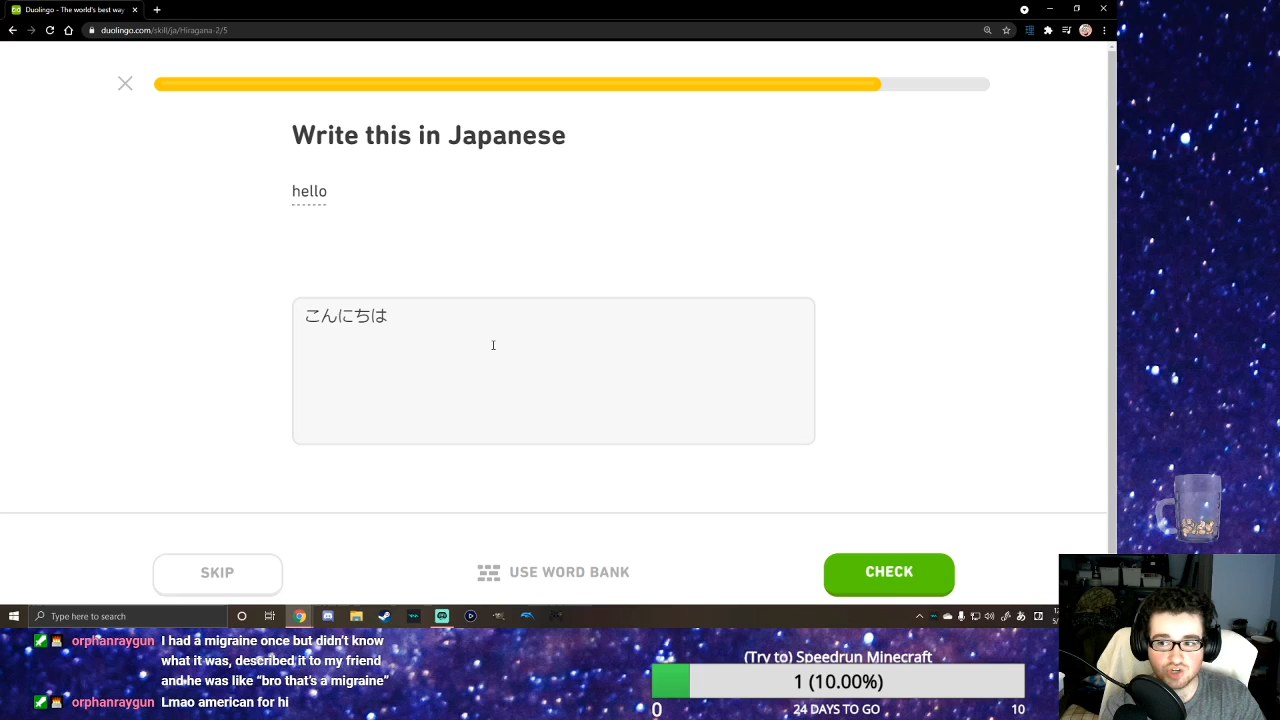 Duolingo - The world's best way
duolingo.com/skill/ja/Hiragana-2/5
Write this in Japanese
hello
こんにちは
SKIP
USE WORD BANK
CHECK
Type here to search
あ
orphanraygun I had a migraine once but didn't know
what it was, described it to my friend
and he was like “bro that's a migraine”
orphanraygun Lmao american for hi
(Try to) Speedrun Minecraft
1 (10.00%)
0
24 DAYS TO GO
10